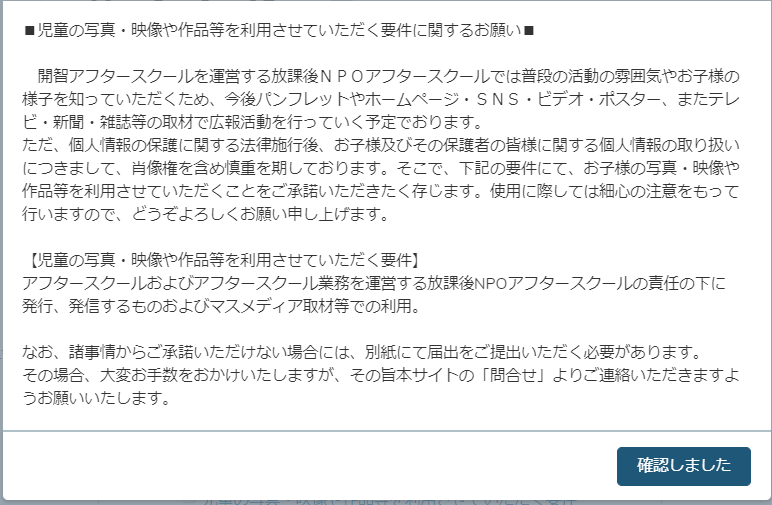 ■児童の写真・映像や作品等を利用させていただく要件に関するお願い■
　開智アフタースクールを運営する放課後ＮＰＯアフタースクールでは普段の活動の雰囲気やお子様の
様子を知っていただくため、今後パンフレットやホームページ・ＳＮＳ・ビデオ・ポスター、またテレ
ビ・新聞・雑誌等の取材で広報活動を行っていく予定でおります。
ただ、個人情報の保護に関する法律施行後、お子様及びその保護者の皆様に関する個人情報の取り扱い
につきまして、肖像権を含め慎重を期しております。そこで、下記の要件にて、お子様の写真・映像や
作品等を利用させていただくことをご承諾いただきたく存じます。使用に際しては細心の注意をもって
行いますので、どうぞよろしくお願い申し上げます。
【児童の写真・映像や作品等を利用させていただく要件】
アフタースクールおよびアフタースクール業務を運営する放課後NPOアフタースクールの責任の下に
発行、発信するものおよびマスメディア取材等での利用。
なお、諸事情からご承諾いただけない場合には、別紙にて届出をご提出いただく必要があります。
その場合、大変お手数をおかけいたしますが、その旨本サイトの「問合せ」よりご連絡いただきますよ
うお願いいたします。
確認しました